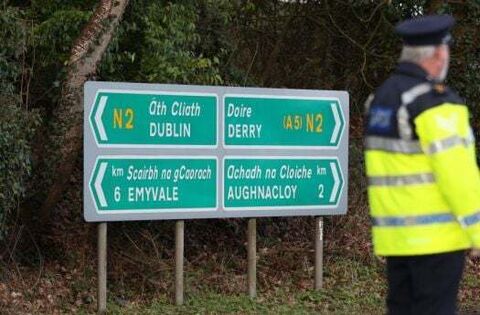 N2 Áth Cliath
DUBLIN
Doire
DERRY (A5) N2
km Scairbh na gCaorach
6 EMYVALE
Achadh na Cloiche km
AUGHNACLOY 2